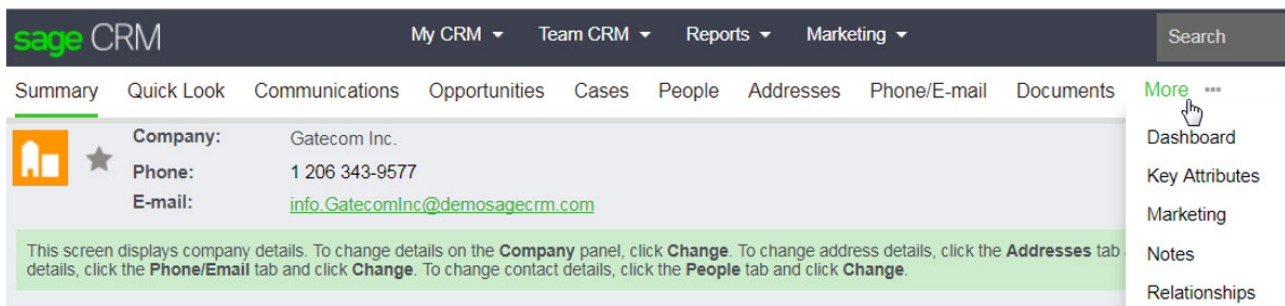 sage CRM My CRM Team CRM Reports Marketing Search
Summary Quick Look Communications Opportunities Cases People Addresses Phone/E-mail Documents More ...
Company: Gatecom Inc.
Phone: 1 206 343-9577
E-mail: info.GatecomInc@demosagecrm.com
This screen displays company details. To change details on the Company panel, click Change. To change address details, click the Addresses tab
details, click the Phone/Email tab and click Change. To change contact details, click the People tab and click Change.
Dashboard
Key Attributes
Marketing
Notes
Relationships